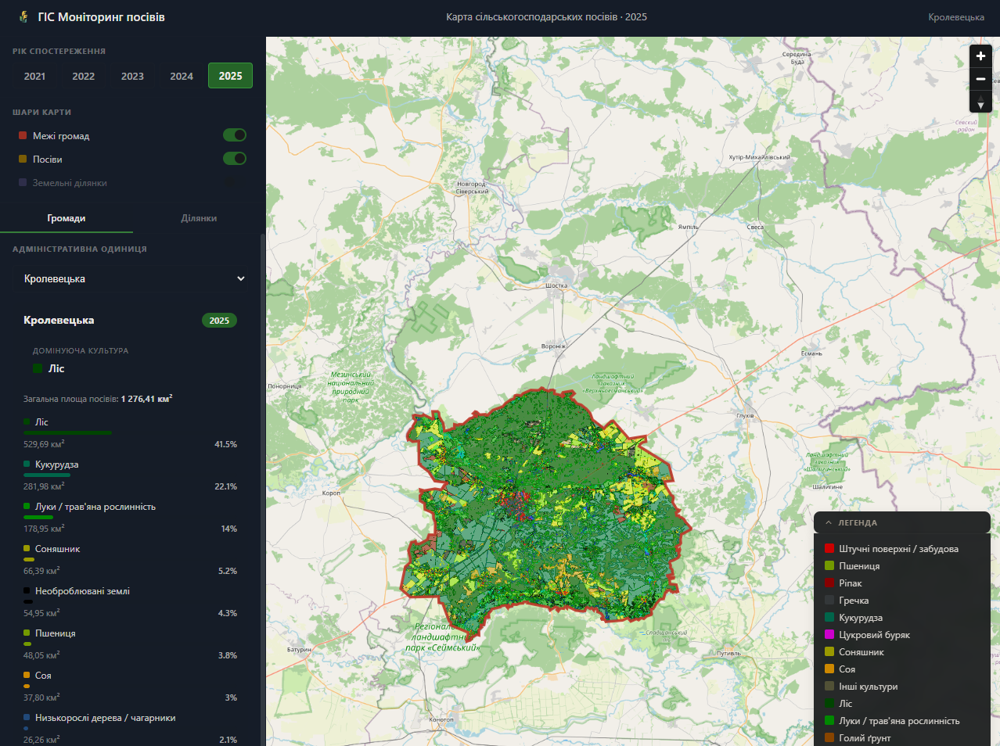 ГІС Моніторинг посівів
Карта сільськогосподарських посівів · 2025
Кролевецька
РІК СПОСТЕРЕЖЕННЯ
2021
2022
2023
2024
2025
ШАРИ КАРТИ
Межі громад
Посіви
Земельні ділянки
Громади
Ділянки
АДМІНІСТРАТИВНА ОДИНИЦЯ
Кролевецька
Кролевецька
2025
ДОМІНУЮЧА КУЛЬТУРА
Ліс
Загальна площа посівів: 1 276,41 км²
Ліс
529,69 км²
41.5%
Кукурудза
281,98 км²
22.1%
Луки / трав'яна рослинність
178,95 км²
14%
Соняшник
66,39 км²
5.2%
Необроблювані землі
54,95 км²
4.3%
Пшениця
48,05 км²
3.8%
Соя
37,80 км²
3%
Низькорослі дерева / чагарники
26,26 км²
2.1%
Середина-
Буда
Севский
район
Хутір-Михайлівський
Новгород-
Сіверський
Ямпіль
Свеса
Шостка
Вороніж
Есмань
Понорниця
Мезинський
національний
природний
парк
Ландшафтний
заказник
«Верхньоесманський»
Глухів
Ландшафтний
заказник
«Шалигинський»
Шалигине
Короп
Регіональн
ландшафтн
парк «Сеймський»
Спадщанський
ліс
Батурин
Путивль
Конотоп
ЛЕГЕНДА
Штучні поверхні / забудова
Пшениця
Ріпак
Гречка
Кукурудза
Цукровий буряк
Соняшник
Соя
Інші культури
Ліс
Луки / трав'яна рослинність
Голий ґрунт